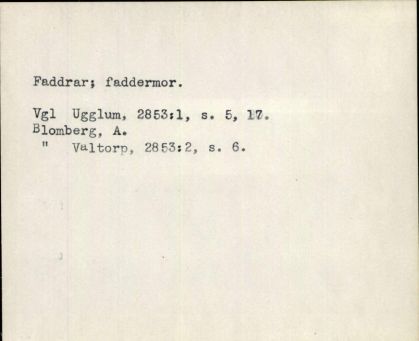 Faddrar; faddermor.
Vgl Ugglum, 2853:1, s. 5, 17.
Blomberg, A.
" Valtorp, 2853:2, s. 6.